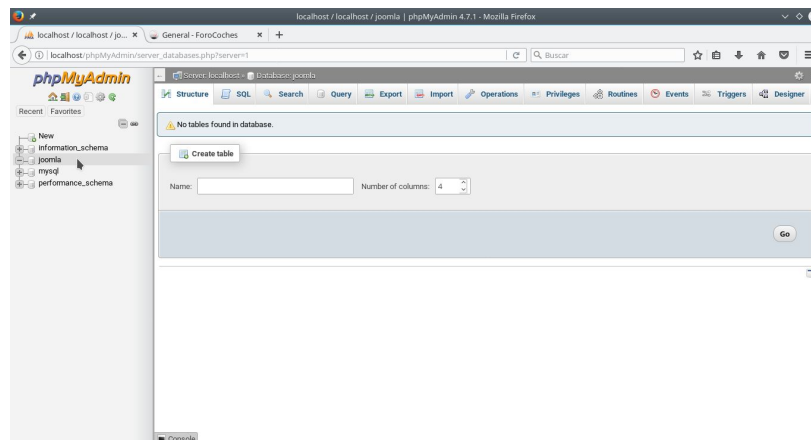 localhost / localhost / joomla | phpMyAdmin 4.7.1 - Mozilla Firefox
localhost / localhost / jo... × General - ForoCoches × +
localhost/phpMyAdmin/server_databases.php?server=1 Buscar
phpMyAdmin
Recent Favorites
New
information_schema
joomla
mysql
performance_schema
Server: localhost » Database: joomla
Structure SQL Search Query Export Import Operations Privileges Routines Events Triggers Designer
No tables found in database.
Create table
Name: Number of columns: 4
Go
Console